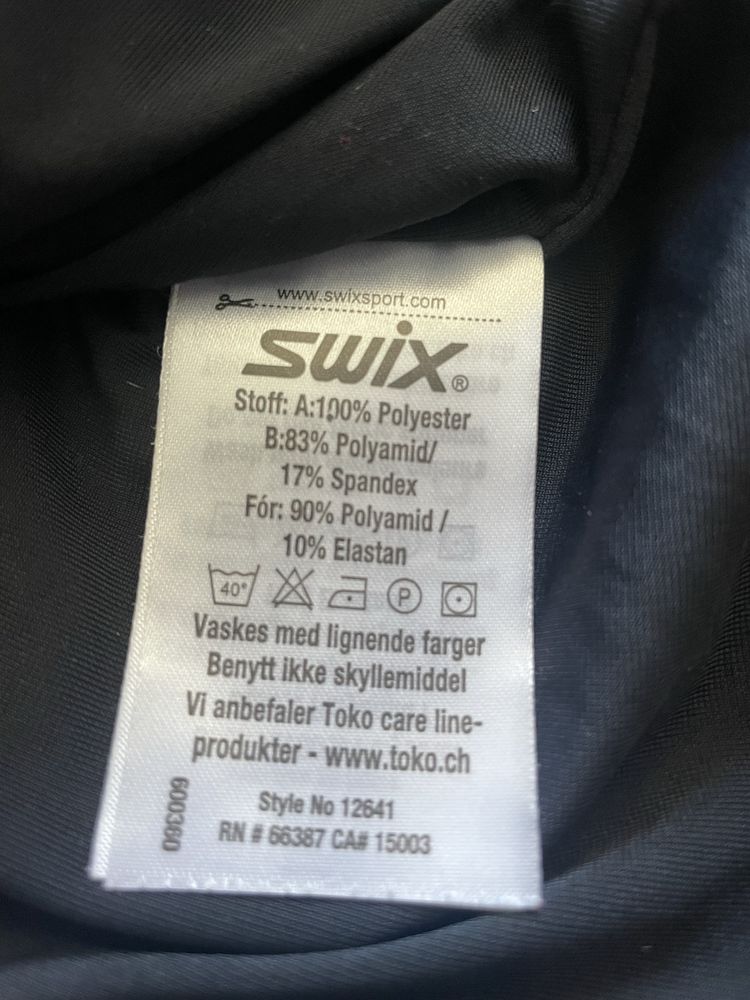 www.swixsport.com
swix®
Stoff: A:100% Polyester
B:83% Polyamid/
17% Spandex
Fór: 90% Polyamid /
10% Elastan
40° P
Vaskes med lignende farger
Benytt ikke skyllemiddel
Vi anbefaler Toko care line-
produkter - www.toko.ch
Style No 12641
RN # 66387 CA# 15003
600360